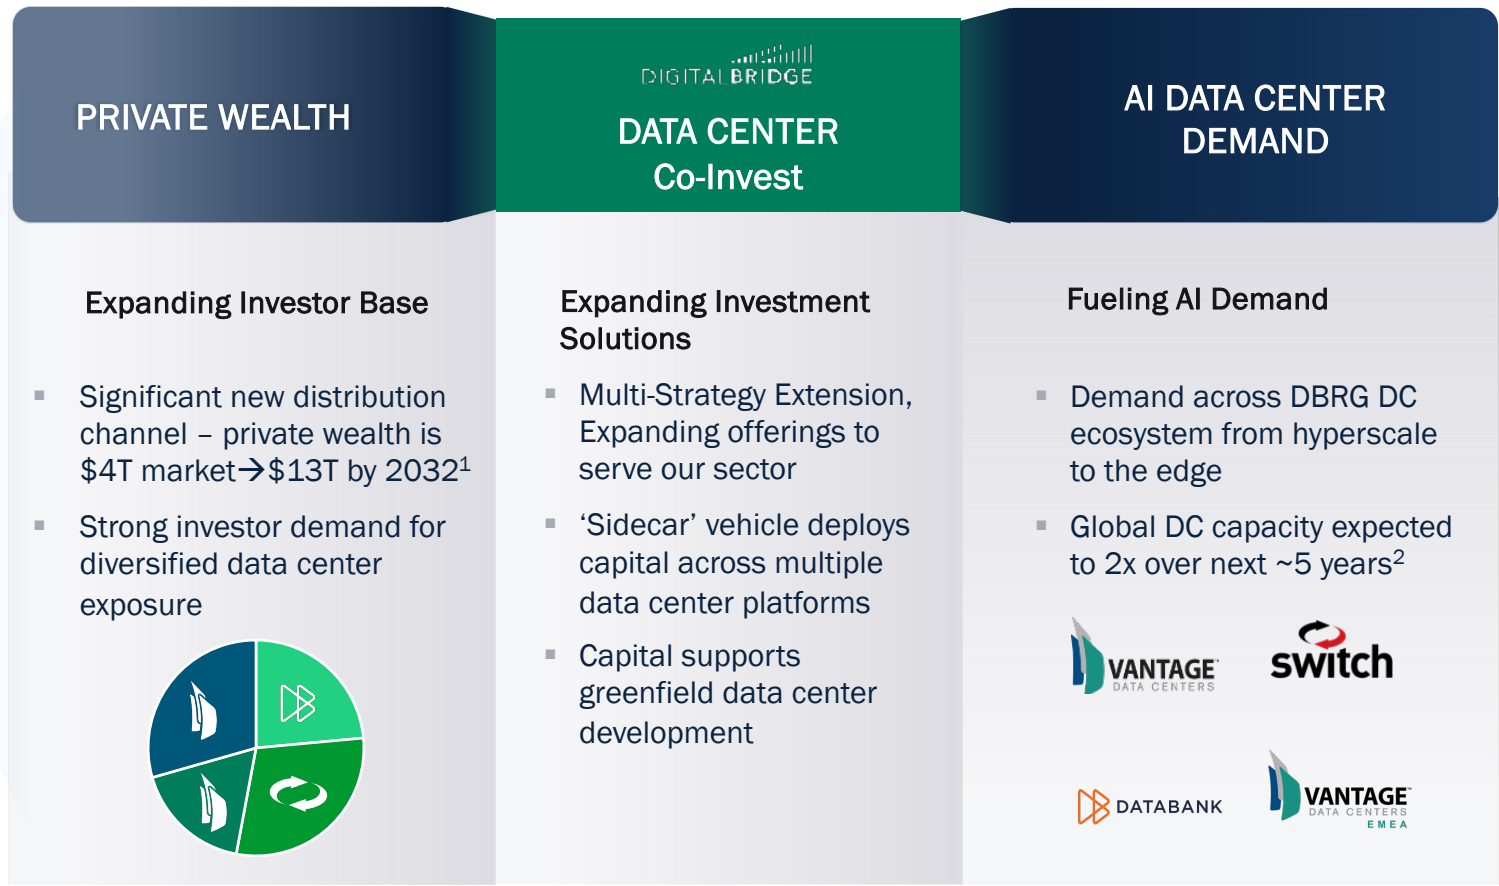 PRIVATE WEALTH
Expanding Investor Base
▪ Significant new distribution
channel – private wealth is
$4T market→$13T by 2032¹
▪ Strong investor demand for
diversified data center
exposure
DIGITALBRIDGE
DATA CENTER
Co-Invest
Expanding Investment
Solutions
▪ Multi-Strategy Extension,
Expanding offerings to
serve our sector
▪ ‘Sidecar’ vehicle deploys
capital across multiple
data center platforms
▪ Capital supports
greenfield data center
development
AI DATA CENTER
DEMAND
Fueling AI Demand
▪ Demand across DBRG DC
ecosystem from hyperscale
to the edge
▪ Global DC capacity expected
to 2x over next ~5 years²
VANTAGE™
DATA CENTERS
switch
DATABANK
VANTAGE™
DATA CENTERS
EMEA